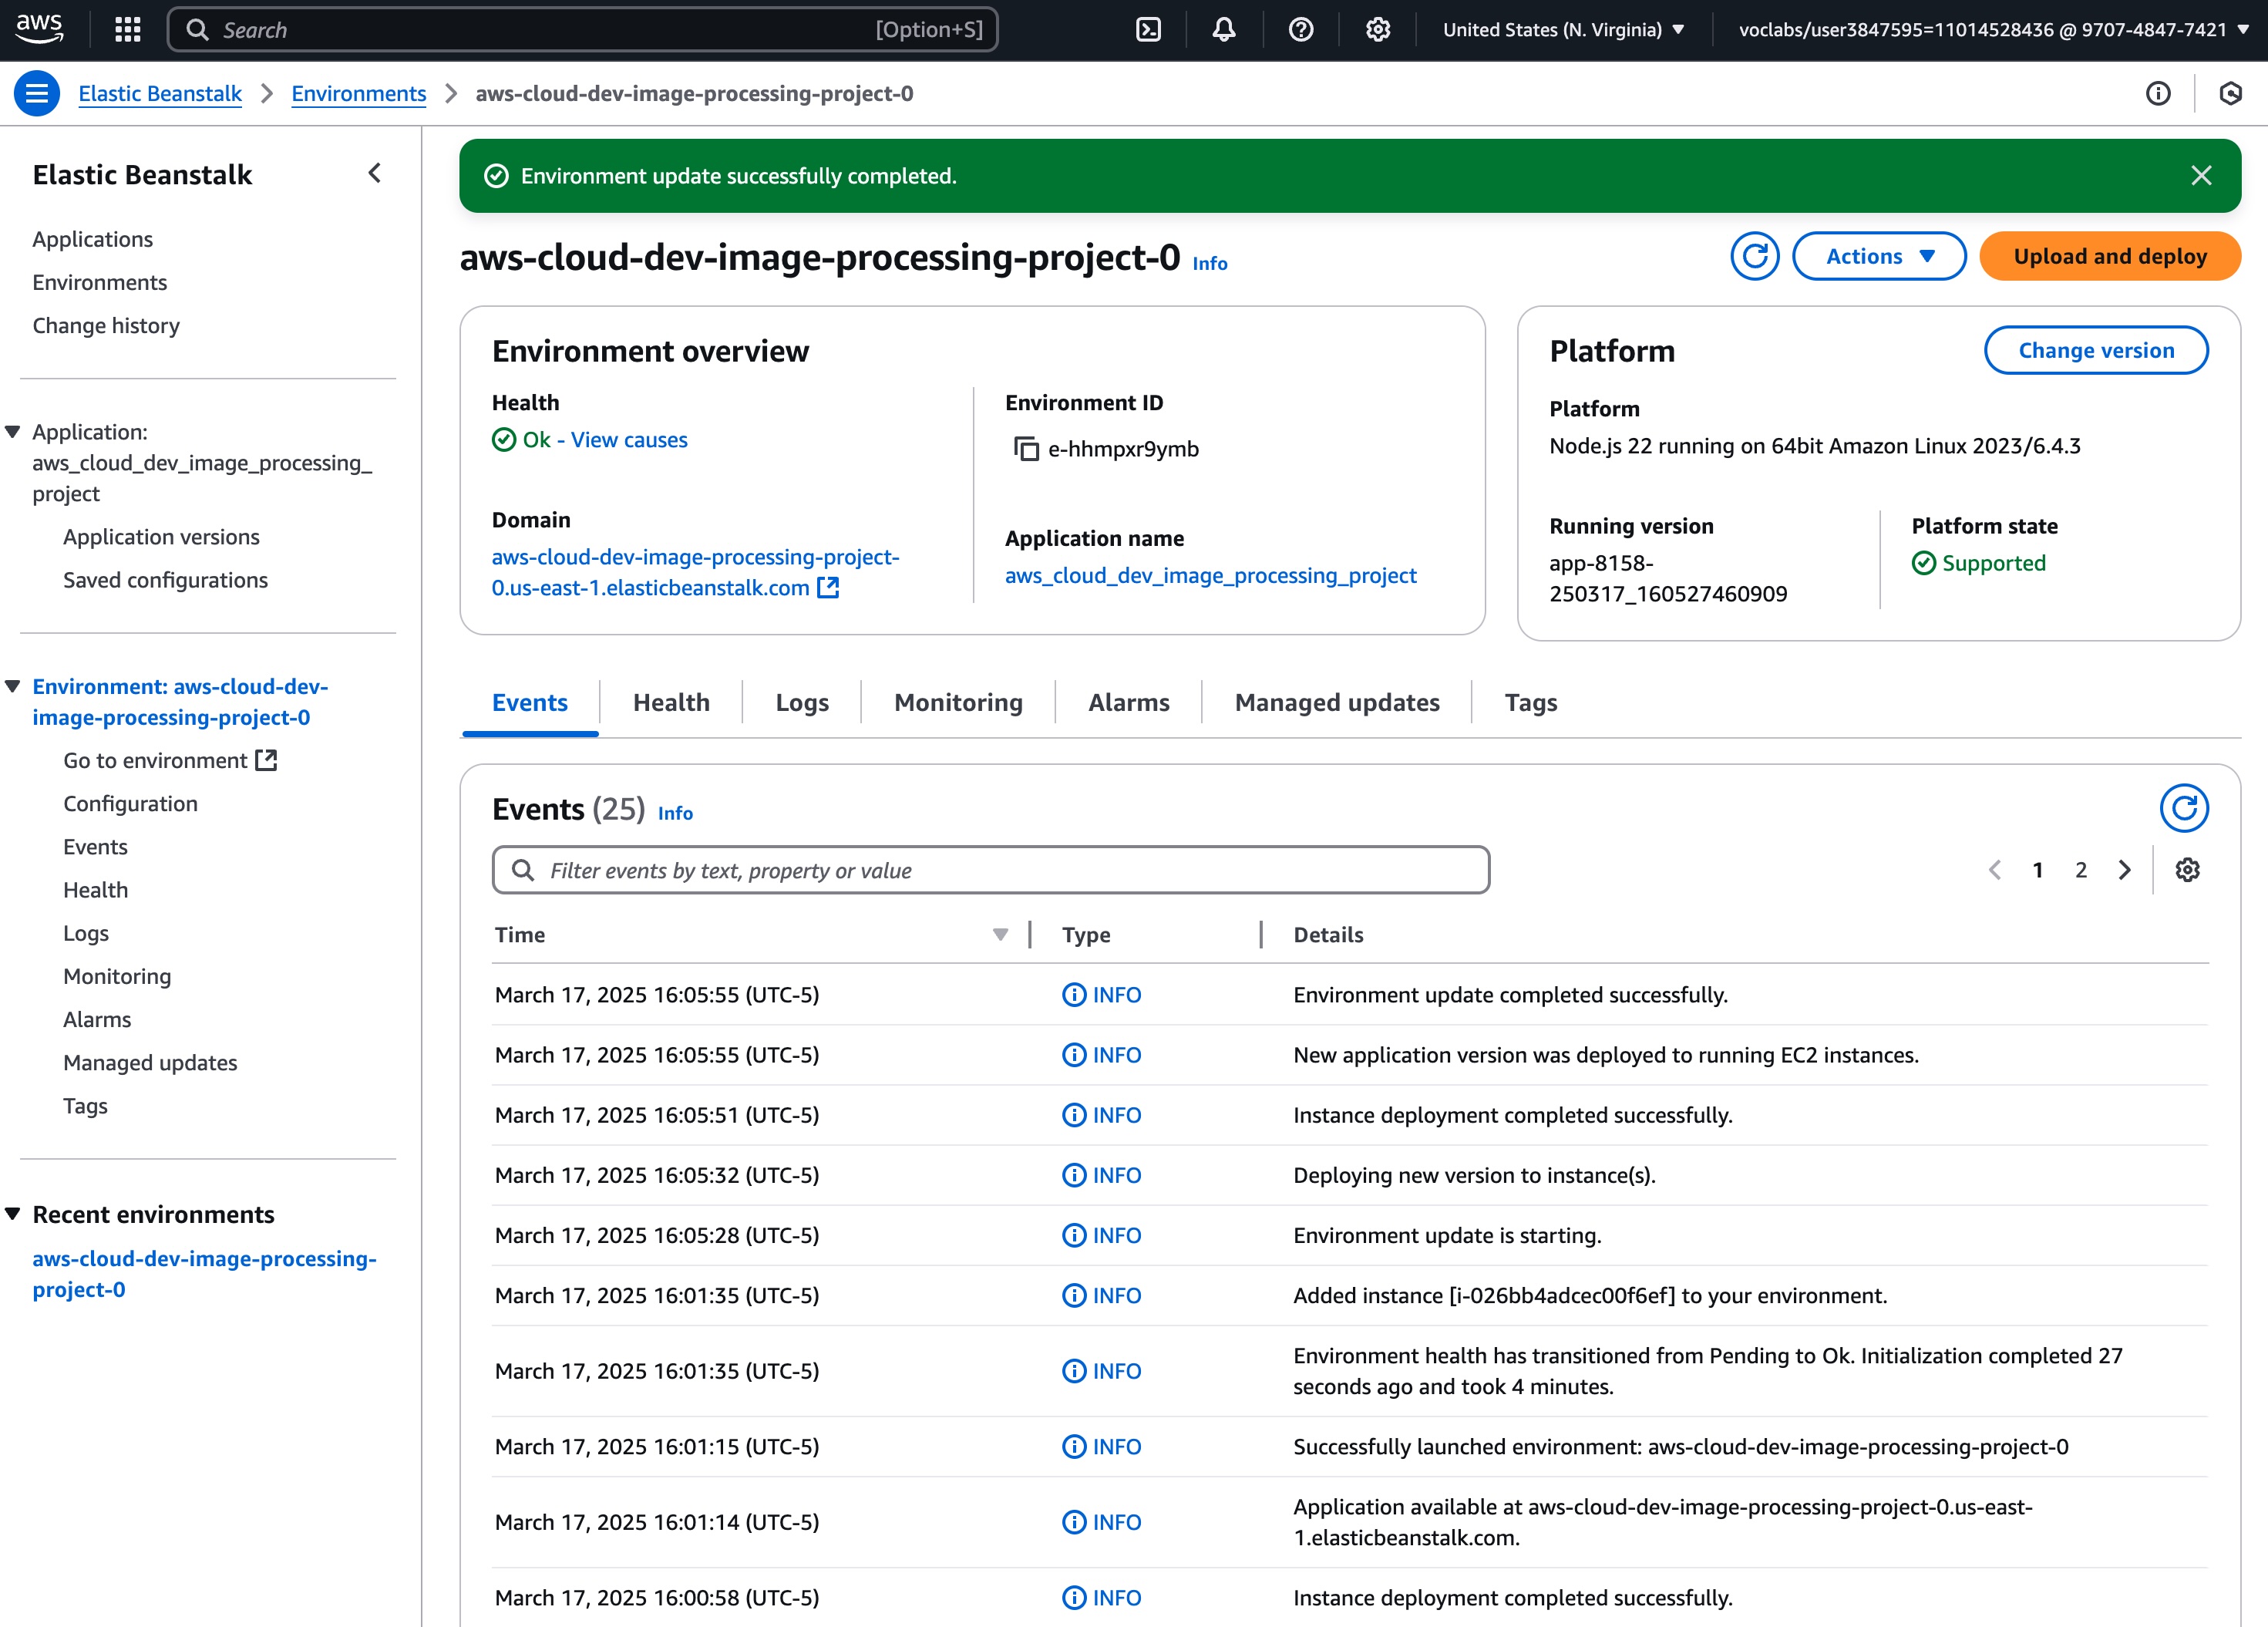 aws
Search [Option+S]
United States (N. Virginia)
voclabs/user3847595=11014528436 @ 9707-4847-7421
Elastic Beanstalk
Environments
aws-cloud-dev-image-processing-project-0
Elastic Beanstalk
Applications
Environments
Change history
Application:
aws_cloud_dev_image_processing_
project
Application versions
Saved configurations
Environment: aws-cloud-dev-
image-processing-project-0
Go to environment
Configuration
Events
Health
Logs
Monitoring
Alarms
Managed updates
Tags
Recent environments
aws-cloud-dev-image-processing-
project-0
Environment update successfully completed.
aws-cloud-dev-image-processing-project-0 Info
Actions
Upload and deploy
Environment overview
Health
Ok - View causes
Domain
aws-cloud-dev-image-processing-project-
0.us-east-1.elasticbeanstalk.com
Environment ID
e-hhmpxr9ymb
Application name
aws_cloud_dev_image_processing_project
Platform
Change version
Platform
Node.js 22 running on 64bit Amazon Linux 2023/6.4.3
Running version
app-8158-
250317_160527460909
Platform state
Supported
Events
Health
Logs
Monitoring
Alarms
Managed updates
Tags
Events (25) Info
Filter events by text, property or value
1 2
Time Type Details
March 17, 2025 16:05:55 (UTC-5) INFO Environment update completed successfully.
March 17, 2025 16:05:55 (UTC-5) INFO New application version was deployed to running EC2 instances.
March 17, 2025 16:05:51 (UTC-5) INFO Instance deployment completed successfully.
March 17, 2025 16:05:32 (UTC-5) INFO Deploying new version to instance(s).
March 17, 2025 16:05:28 (UTC-5) INFO Environment update is starting.
March 17, 2025 16:01:35 (UTC-5) INFO Added instance [i-026bb4adcec00f6ef] to your environment.
March 17, 2025 16:01:35 (UTC-5) INFO Environment health has transitioned from Pending to Ok. Initialization completed 27
seconds ago and took 4 minutes.
March 17, 2025 16:01:15 (UTC-5) INFO Successfully launched environment: aws-cloud-dev-image-processing-project-0
March 17, 2025 16:01:14 (UTC-5) INFO Application available at aws-cloud-dev-image-processing-project-0.us-east-
1.elasticbeanstalk.com.
March 17, 2025 16:00:58 (UTC-5) INFO Instance deployment completed successfully.